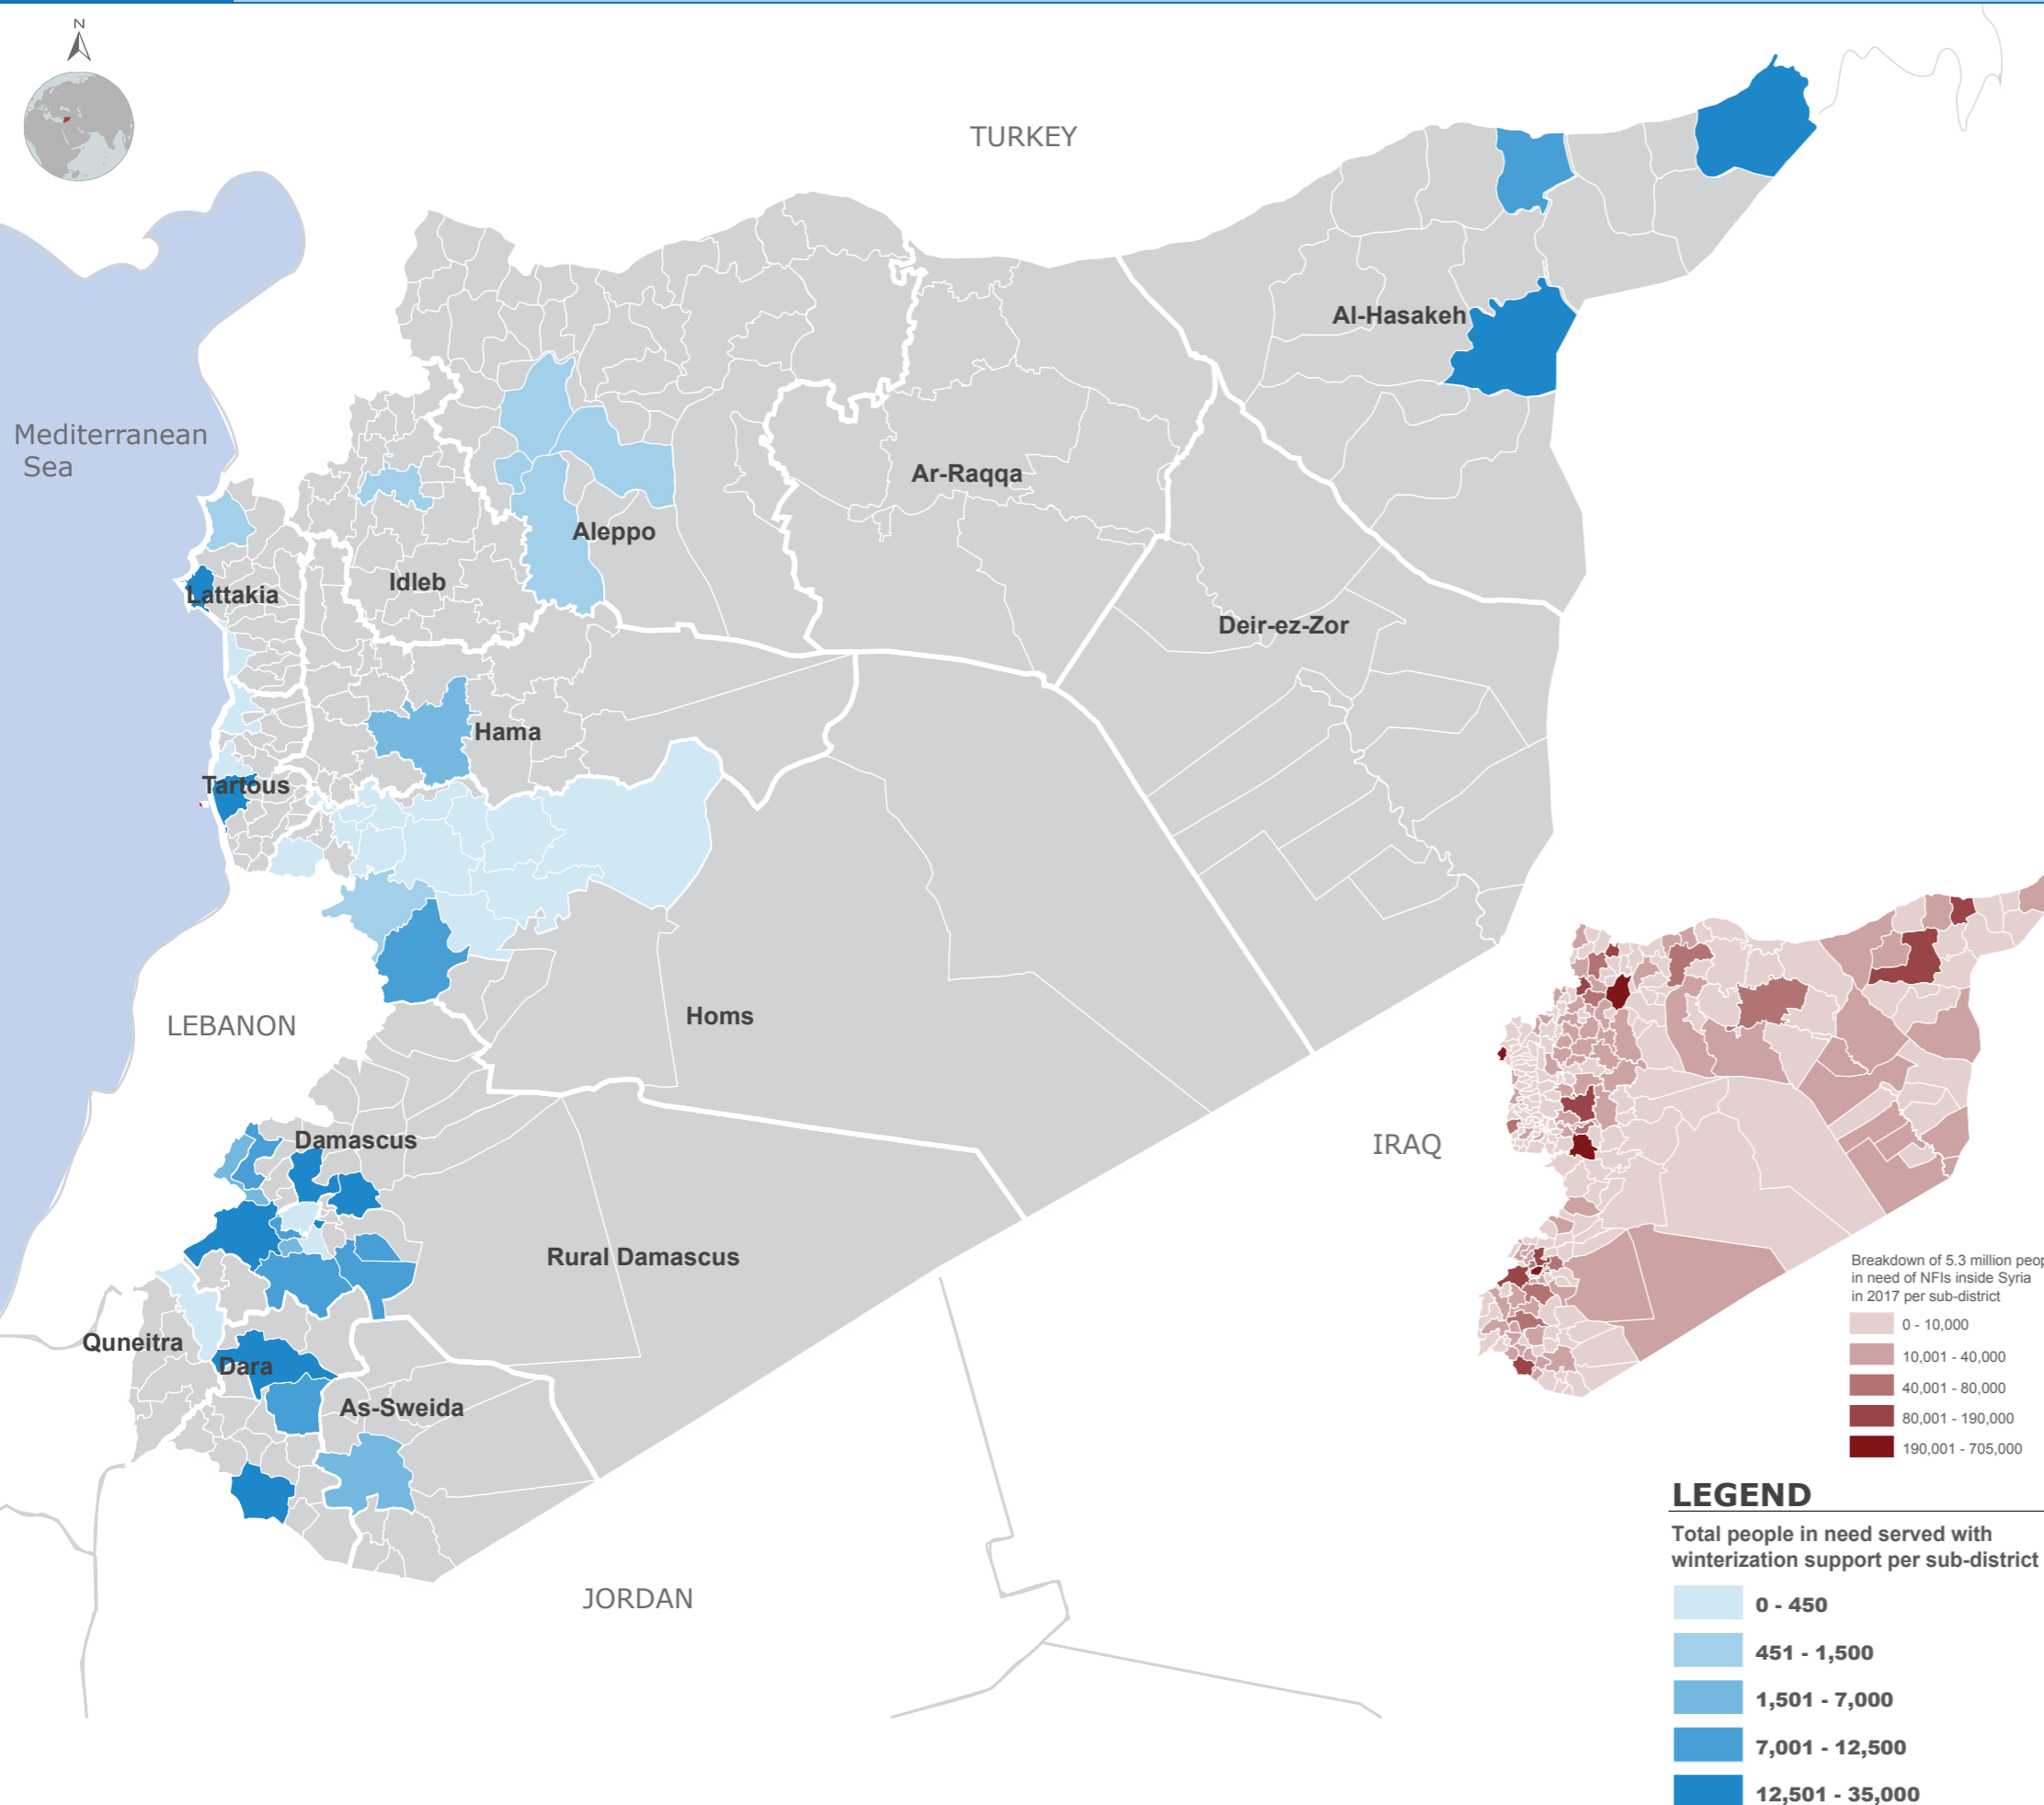 N
TURKEY
Mediterranean
Sea
Al-Hasakeh
Ar-Raqqa
Aleppo
Idleb
Lattakia
Deir-ez-Zor
Hama
Tartous
Homs
LEBANON
IRAQ
Damascus
Rural Damascus
Quneitra
Dara
As-Sweida
JORDAN
Breakdown of 5.3 million peop
in need of NFIs inside Syria
in 2017 per sub-district
0 - 10,000
10,001 - 40,000
40,001 - 80,000
80,001 - 190,000
190,001 - 705,000
LEGEND
Total people in need served with
winterization support per sub-district
0 - 450
451 - 1,500
1,501 - 7,000
7,001 - 12,500
12,501 - 35,000